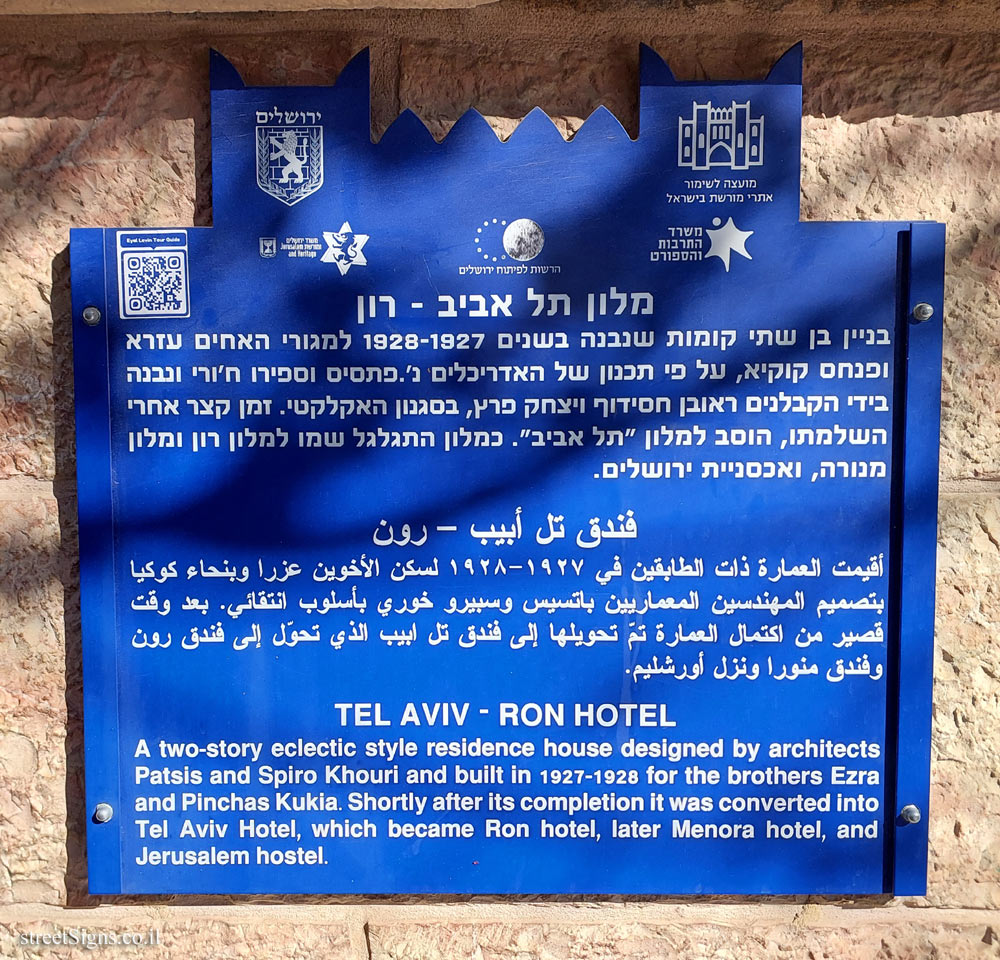 ירושלים
מועצה לשימור
אתרי מורשת בישראל
Eyal Levin Tour Guide
משרד ירושלים
ומורשת ישראל
Jerusalem
and Heritage
הרשות לפיתוח ירושלים
משרד
התרבות
והספורט
מלון תל אביב - רון
בניין בן שתי קומות שנבנה בשנים 1928-1927 למגורי האחים עזרא
ופנחס קוקיא, על פי תכנון של האדריכלים נ'.פתסיס וספירו ח'ורי ונבנה
בידי הקבלנים ראובן חסידוף ויצחק פרץ, בסגנון האקלקטי. זמן קצר אחרי
השלמתו, הוסב למלון "תל אביב". כמלון התגלגל שמו למלון רון ומלון
מנורה, ואכסניית ירושלים.
فندق تل أبيب – رون
أقيمت العمارة ذات الطابقين في ١٩٢٧-١٩٢٨ لسكن الأخوين عزرا وبنحاء كوكيا
بتصميم المهندسين المعماريين باتسيس وسبيرو خوري بأسلوب انتقائي. بعد وقت
قصير من اكتمال العمارة تمّ تحويلها إلى فندق تل ابيب الذي تحوّل إلى فندق رون
وفندق منورا ونزل أورشليم.
TEL AVIV - RON HOTEL
A two-story eclectic style residence house designed by architects
Patsis and Spiro Khouri and built in 1927-1928 for the brothers Ezra
and Pinchas Kukia. Shortly after its completion it was converted into
Tel Aviv Hotel, which became Ron hotel, later Menora hotel, and
Jerusalem hostel.
streetSigns.co.il